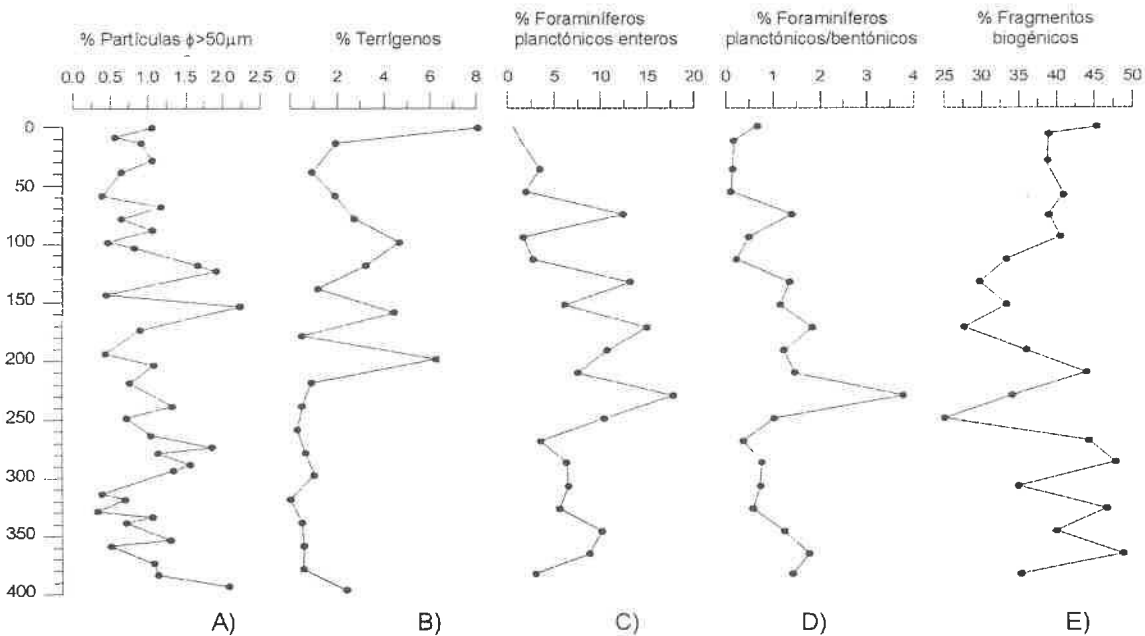 % Partículas ϕ>50µm
0.0 0.5 1.0 1.5 2.0 2.5
% Terrígenos
0 2 4 6 8
% Foraminíferos
planctónicos enteros
0 5 10 15 20
% Foraminíferos
planctónicos/bentónicos
0 1 2 3 4
% Fragmentos
biogénicos
25 30 35 40 45 50
0
50
100
150
200
250
300
350
400
A)
B)
C)
D)
E)